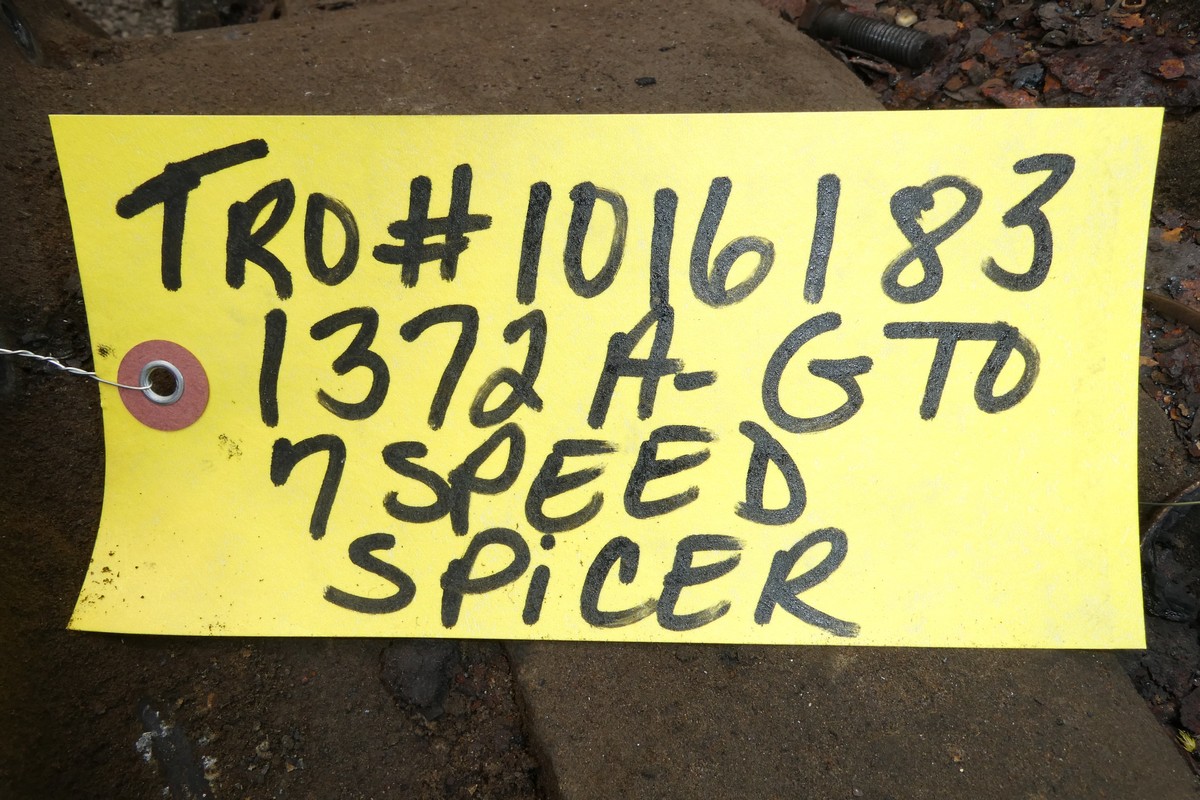 TRO#1016183
1372A-GTO
7SPEED
SPiCER